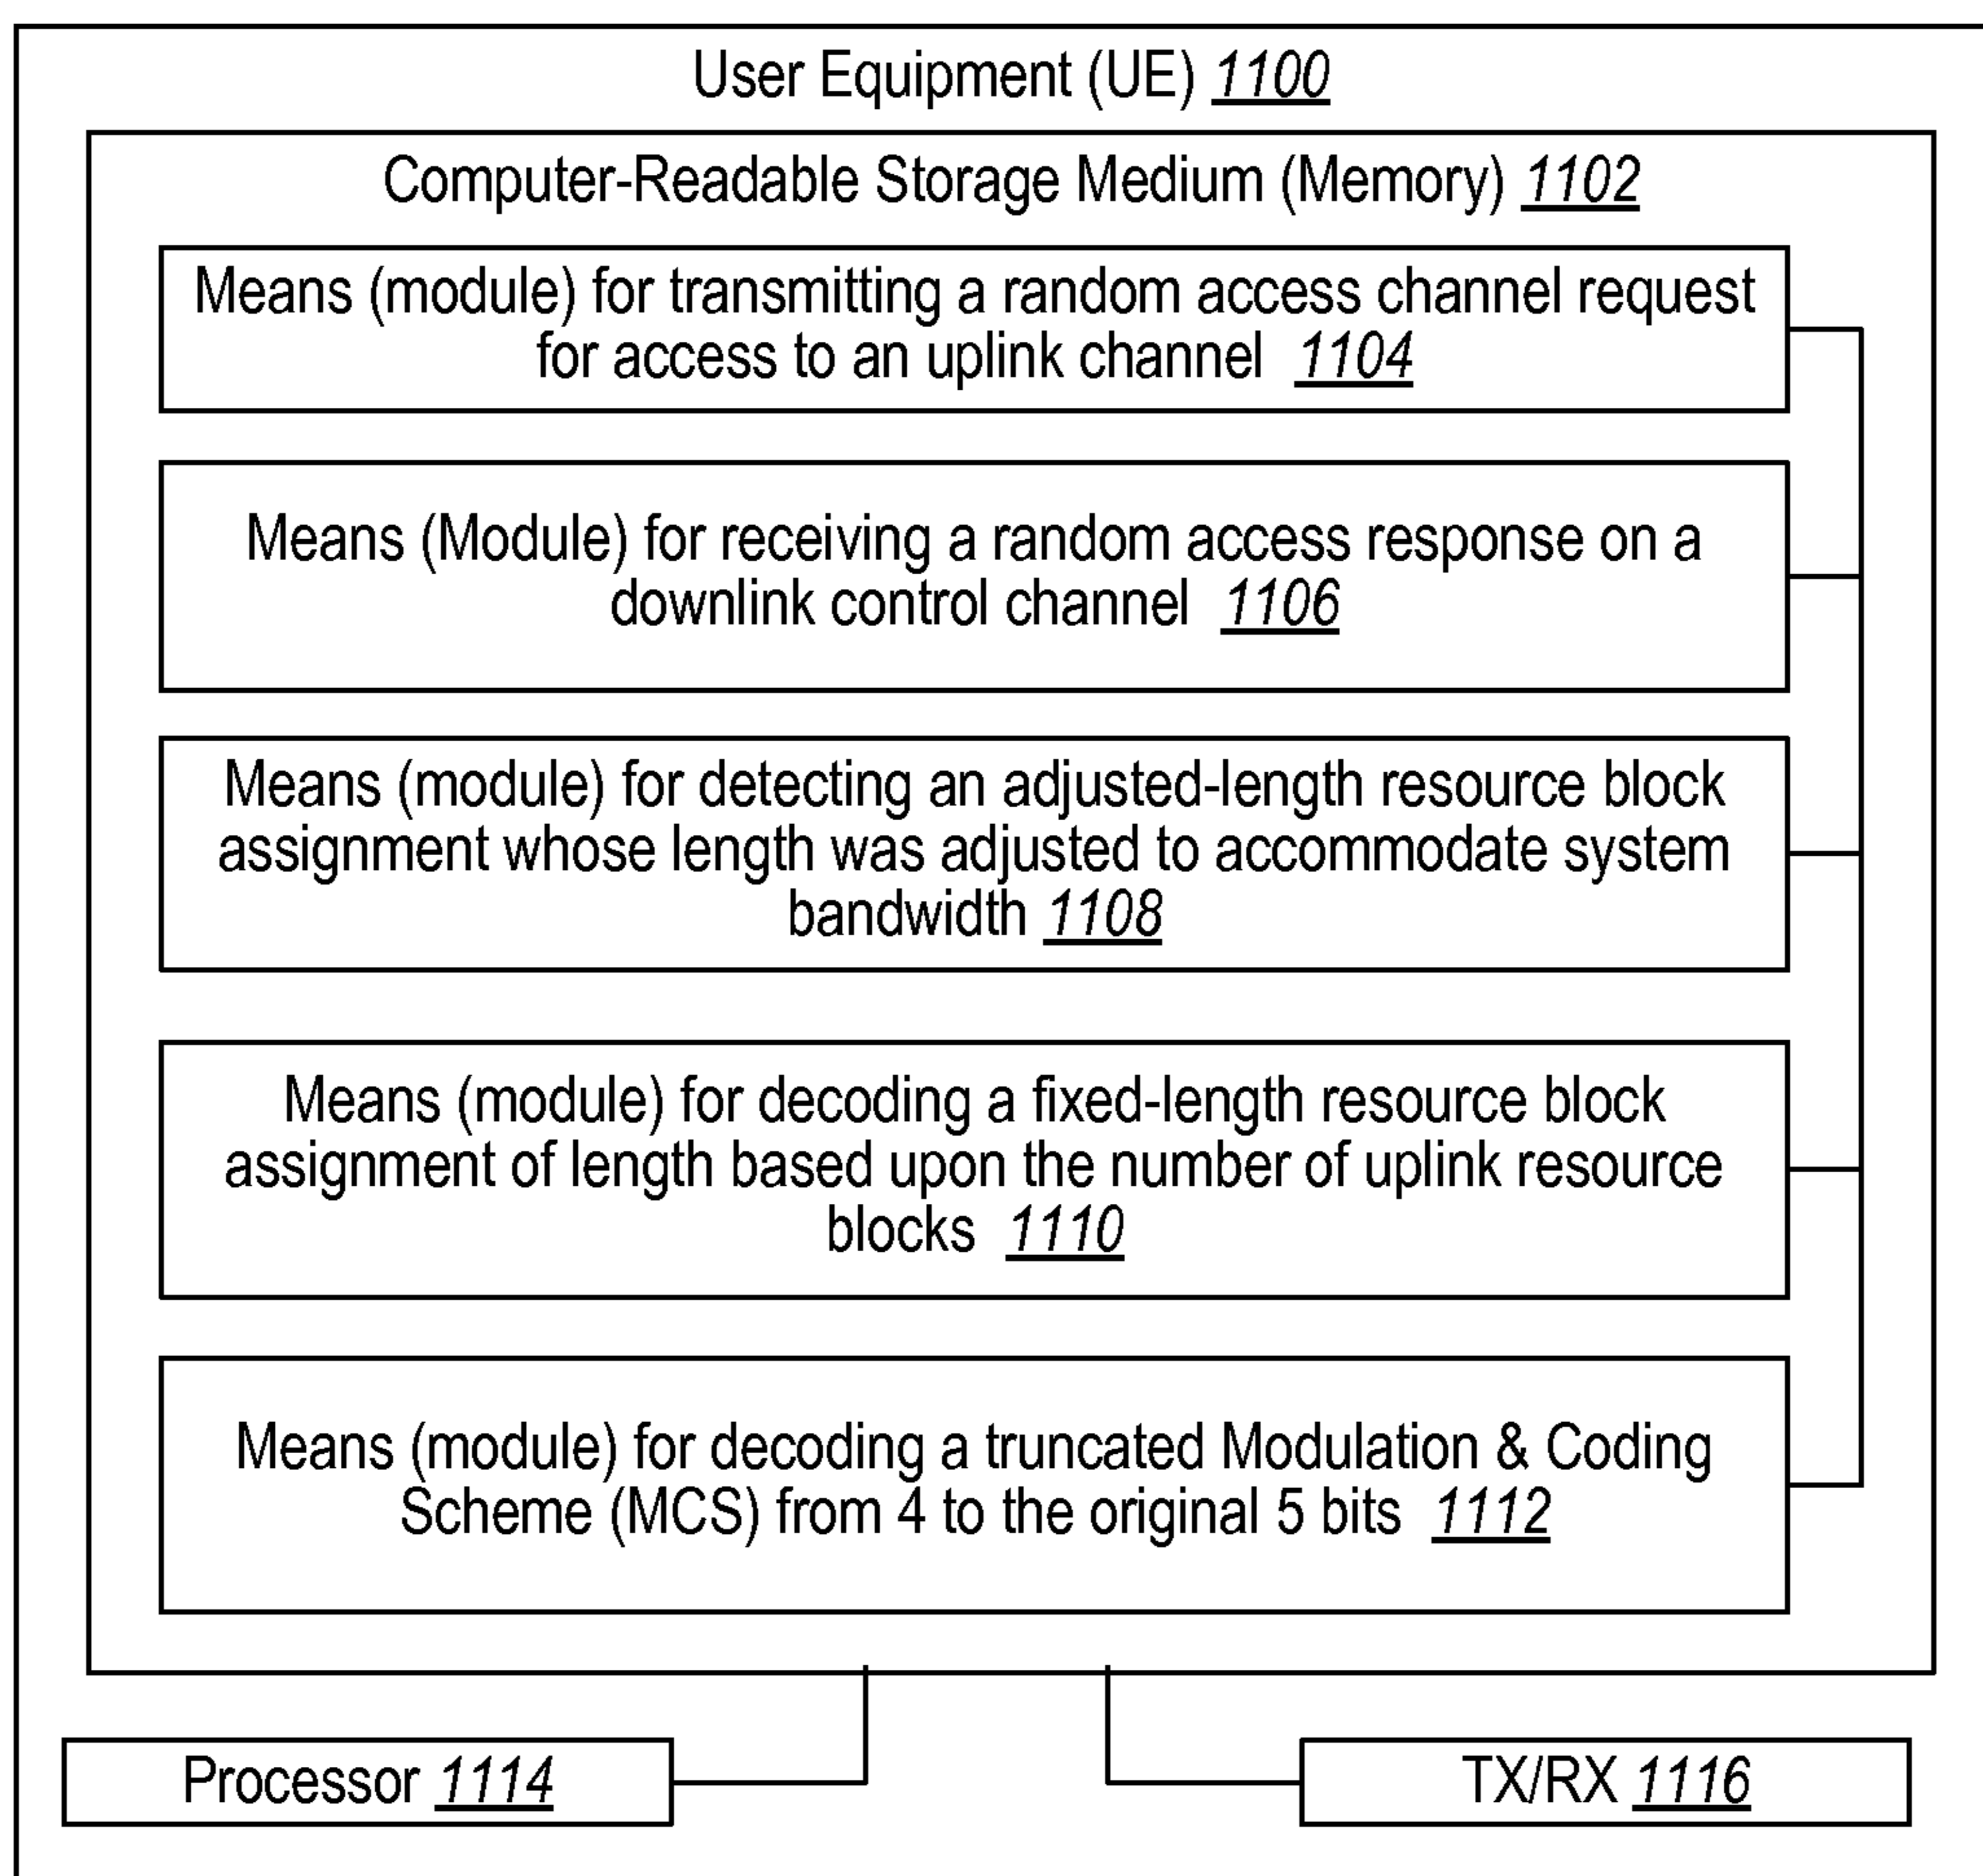 User Equipment (UE) 1100
Computer-Readable Storage Medium (Memory) 1102
Means (module) for transmitting a random access channel request
for access to an uplink channel 1104
Means (Module) for receiving a random access response on a
downlink control channel 1106
Means (module) for detecting an adjusted-length resource block
assignment whose length was adjusted to accommodate system
bandwidth 1108
Means (module) for decoding a fixed-length resource block
assignment of length based upon the number of uplink resource
blocks 1110
Means (module) for decoding a truncated Modulation & Coding
Scheme (MCS) from 4 to the original 5 bits 1112
Processor 1114
TX/RX 1116